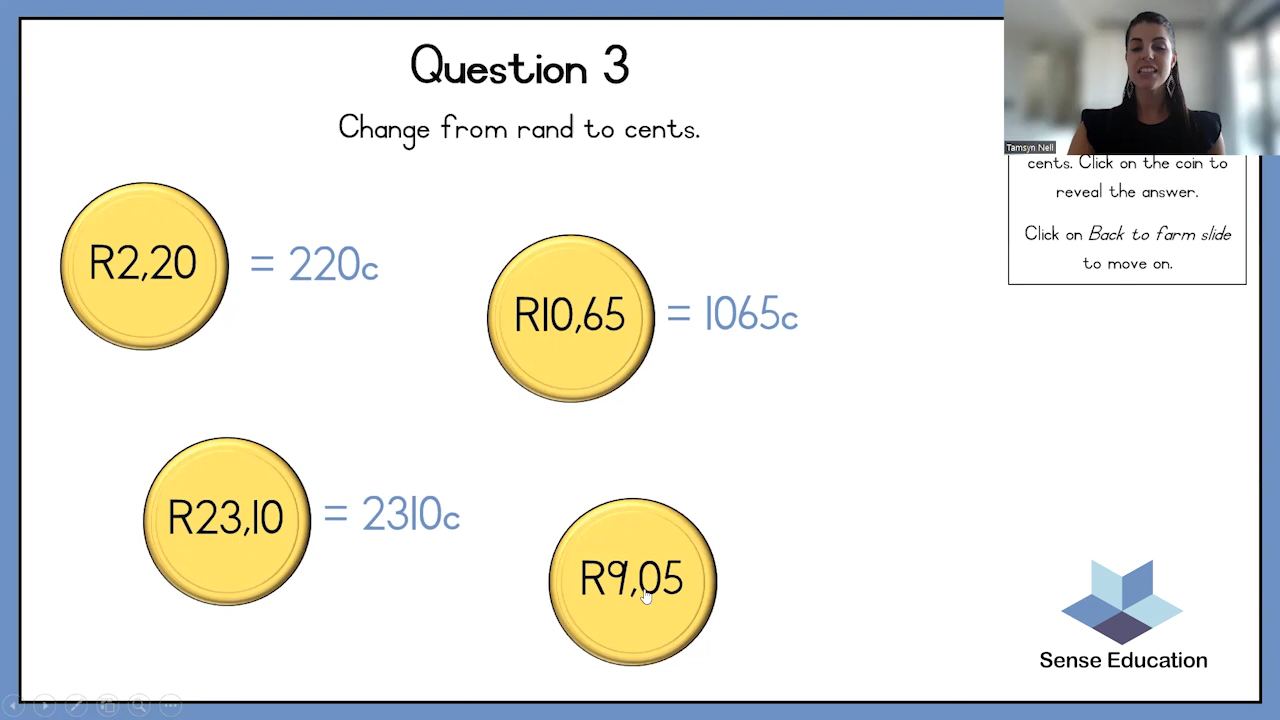 Question 3
Change from rand to cents.
R2,20 = 220c
R10,65 = 1065c
R23,10 = 2310c
R9,05
Tamsyn Nell
cents. Click on the coin to
reveal the answer.
Click on Back to farm slide
to move on.
Sense Education